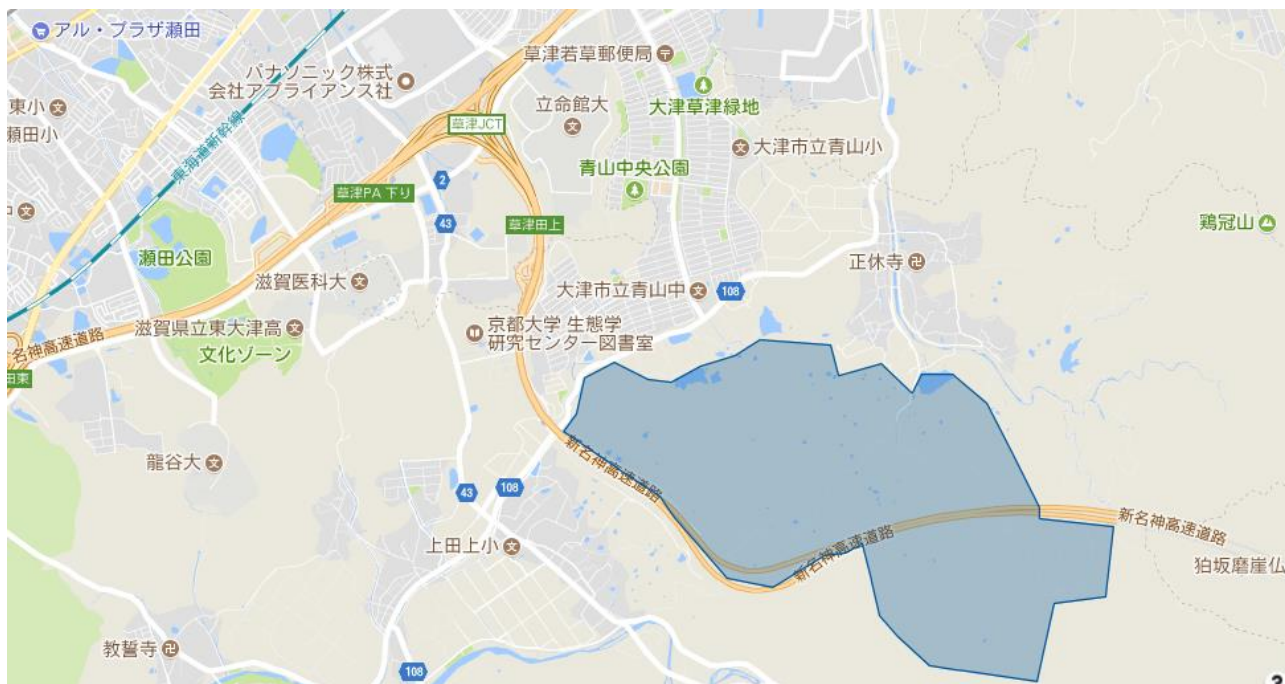 アル・プラザ瀬田
草津若草郵便局
パナソニック株式
会社アプライアンス社
立命館大
大津草津緑地
東小
瀬田小
草津JCT
大津市立青山小
東海道新幹線
青山中央公園
2
草津PA 下り
43
草津田上
鶏冠山
瀬田公園
正休寺
滋賀医科大
大津市立青山中
108
滋賀県立東大津高
文化ゾーン
京都大学 生態学
研究センター図書室
名神高速道路
田東
新名神高速道路
龍谷大
43
108
新名神高速道路
新名神高速道路
上田上小
狛坂磨崖仏
教誓寺
108